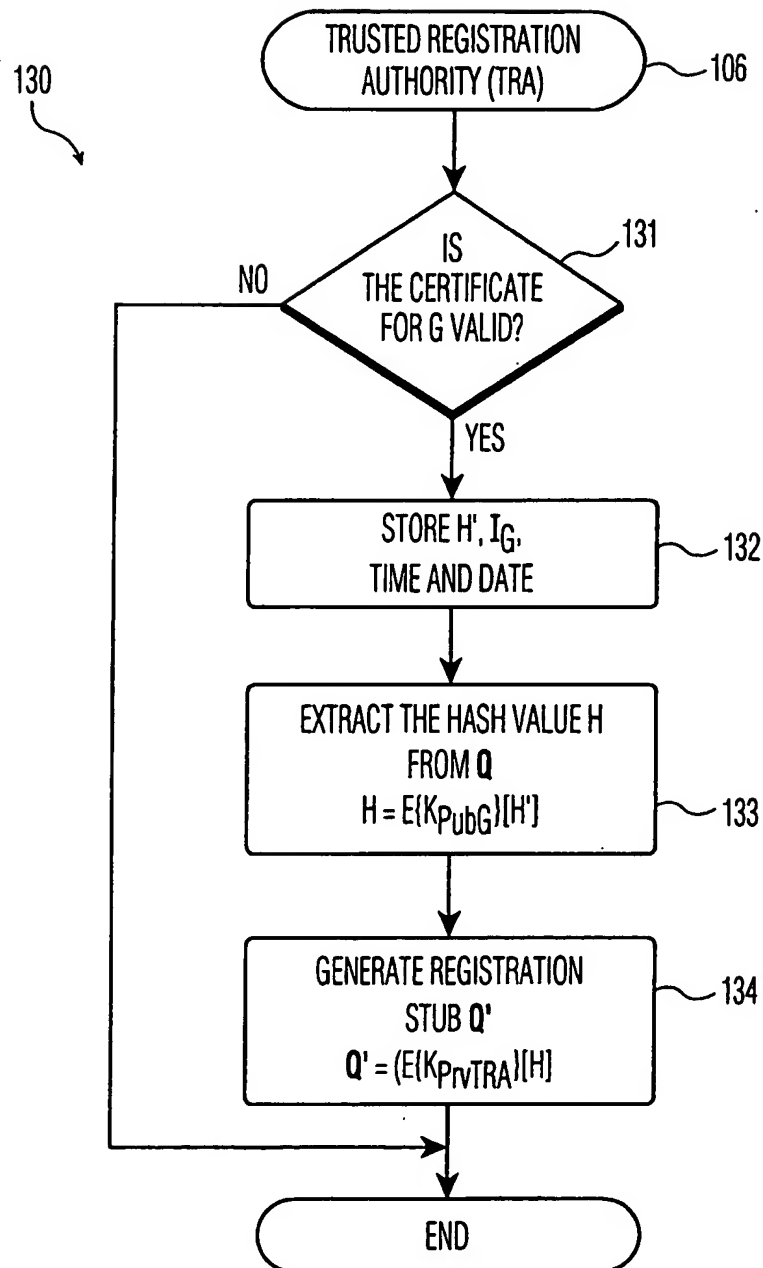 TRUSTED REGISTRATION
AUTHORITY (TRA)
106
130
131
IS
THE CERTIFICATE
FOR G VALID?
NO
YES
STORE H', IG,
TIME AND DATE
132
EXTRACT THE HASH VALUE H
FROM Q
H = E{KPubG}[H']
133
GENERATE REGISTRATION
STUB Q'
Q' = (E{KPrvTRA}[H]
134
END